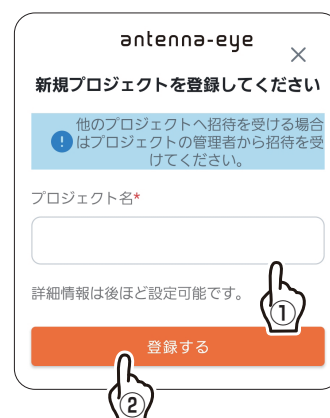 antenna-eye
×
新規プロジェクトを登録してください
他のプロジェクトへ招待を受ける場合
はプロジェクトの管理者から招待を受
けてください。
プロジェクト名*
詳細情報は後ほど設定可能です。
①
登録する
②